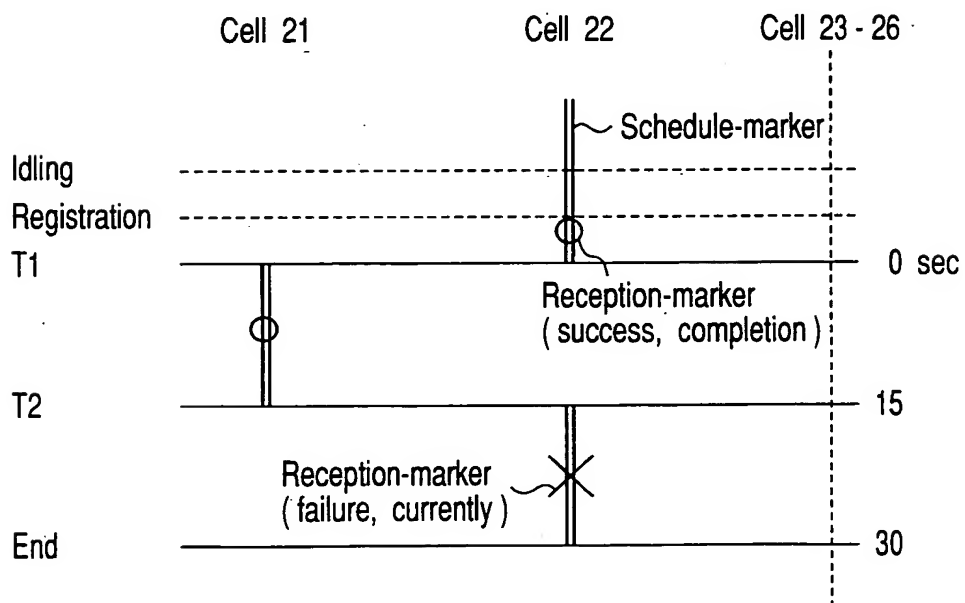 Cell 21
Cell 22
Cell 23 - 26
Schedule-marker
Idling
Registration
T1
0 sec
Reception-marker
( success, completion )
T2
15
Reception-marker
( failure, currently )
End
30